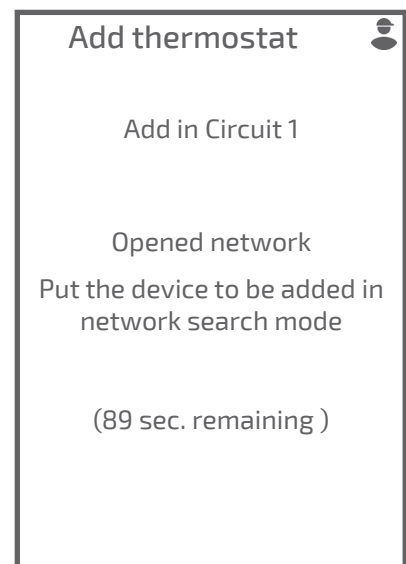 Add thermostat
Add in Circuit 1
Opened network
Put the device to be added in
network search mode
(89 sec. remaining )